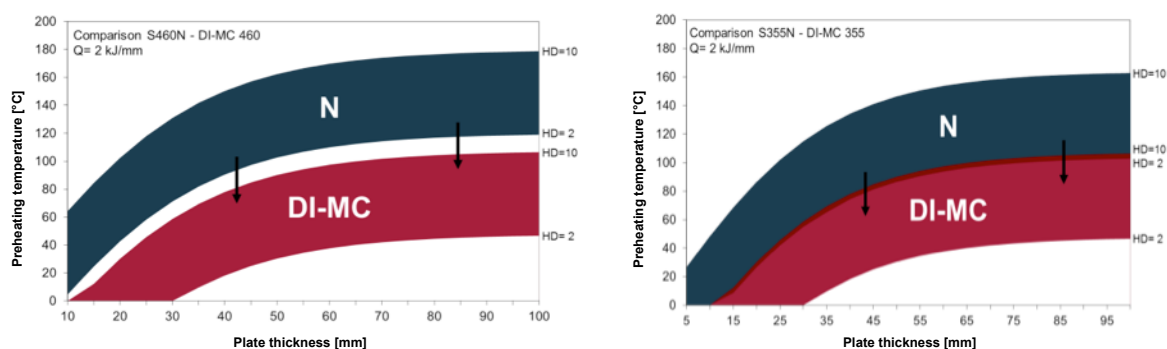 Comparison S460N - DI-MC 460
Q= 2 kJ/mm
Preheating temperature [°C]
200
180
160
140
120
100
80
60
40
20
0
N
DI-MC
HD=10
HD= 2
HD=10
HD= 2
10 20 30 40 50 60 70 80 90 100
Plate thickness [mm]
Comparison S355N - DI-MC 355
Q= 2 kJ/mm
Preheating temperature [°C]
200
180
160
140
120
100
80
60
40
20
0
N
DI-MC
HD=10
HD=10
HD= 2
HD= 2
5 15 25 35 45 55 65 75 85 95
Plate thickness [mm]